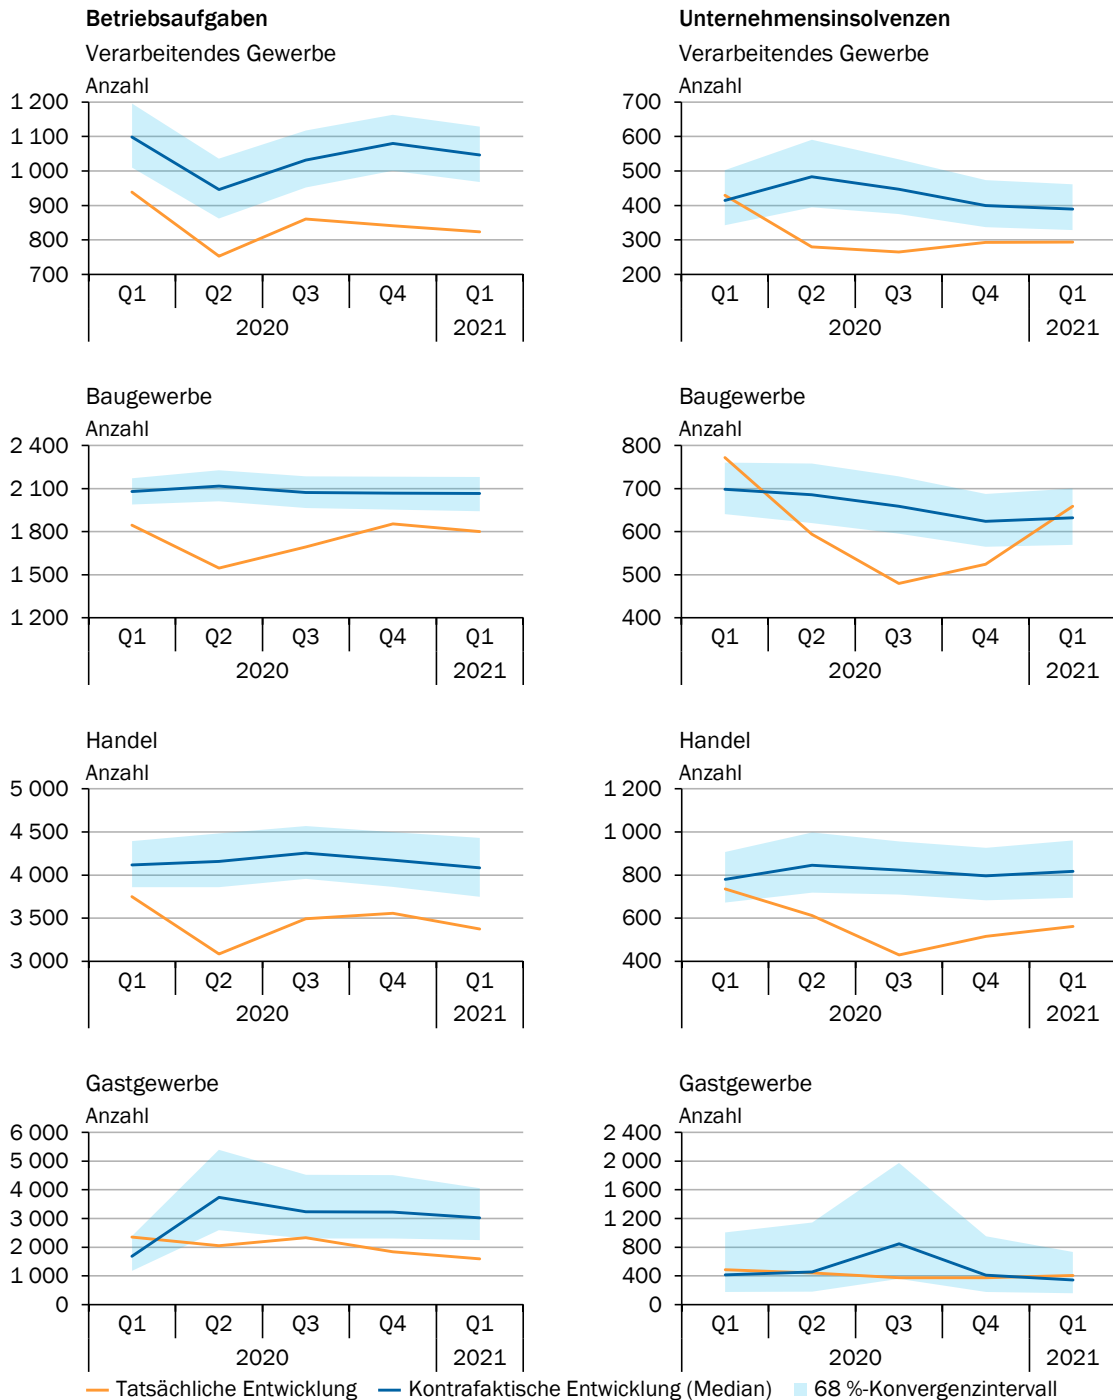 Betriebsaufgaben
Verarbeitendes Gewerbe
Anzahl
1 200
1 100
1 000
900
800
700
Q1 Q2 Q3 Q4 Q1
2020 2021
Unternehmensinsolvenzen
Verarbeitendes Gewerbe
Anzahl
700
600
500
400
300
200
Q1 Q2 Q3 Q4 Q1
2020 2021
Baugewerbe
Anzahl
2 400
2 100
1 800
1 500
1 200
Q1 Q2 Q3 Q4 Q1
2020 2021
Baugewerbe
Anzahl
800
700
600
500
400
Q1 Q2 Q3 Q4 Q1
2020 2021
Handel
Anzahl
5 000
4 500
4 000
3 500
3 000
Q1 Q2 Q3 Q4 Q1
2020 2021
Handel
Anzahl
1 200
1 000
800
600
400
Q1 Q2 Q3 Q4 Q1
2020 2021
Gastgewerbe
Anzahl
6 000
5 000
4 000
3 000
2 000
1 000
0
Q1 Q2 Q3 Q4 Q1
2020 2021
Gastgewerbe
Anzahl
2 400
2 000
1 600
1 200
800
400
0
Q1 Q2 Q3 Q4 Q1
2020 2021
Tatsächliche Entwicklung Kontrafaktische Entwicklung (Median) 68 %-Konvergenzintervall